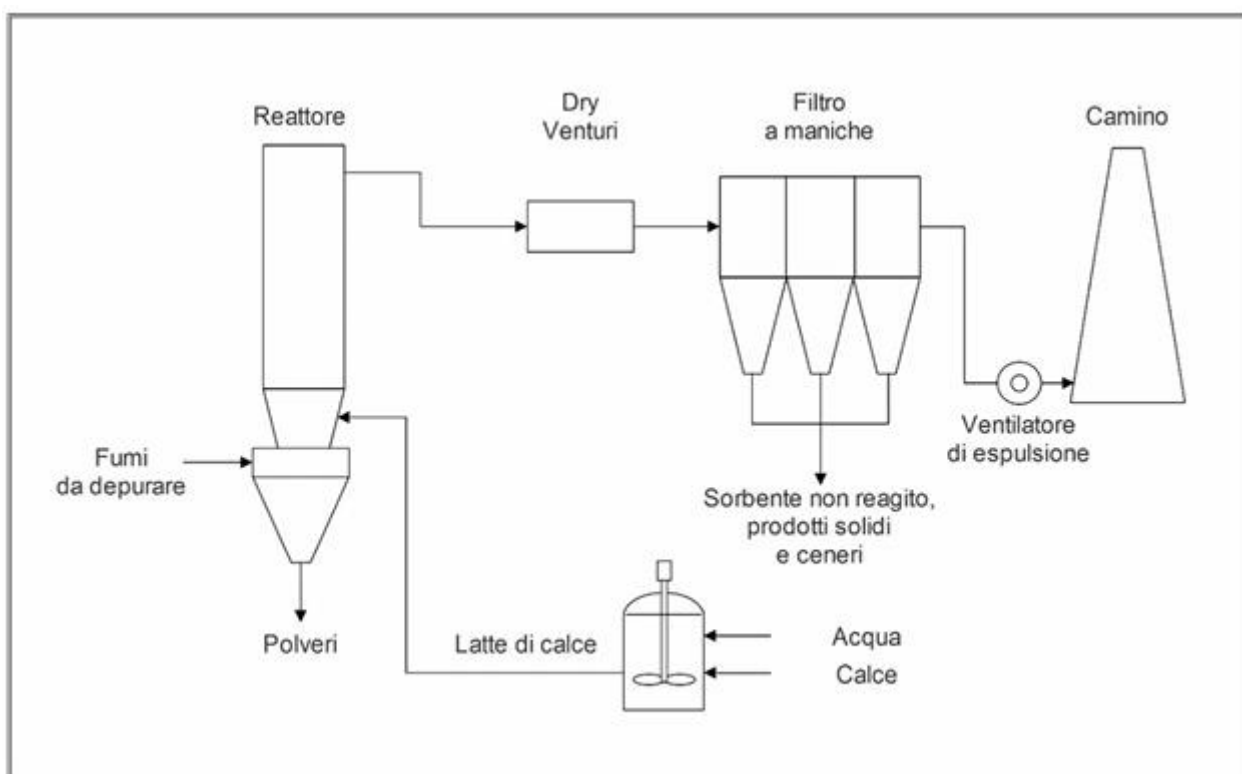 Reattore
Dry
Venturi
Filtro
a maniche
Camino
Fumi
da depurare
Ventilatore
di espulsione
Sorbente non reagito,
prodotti solidi
e ceneri
Polveri
Latte di calce
Acqua
Calce